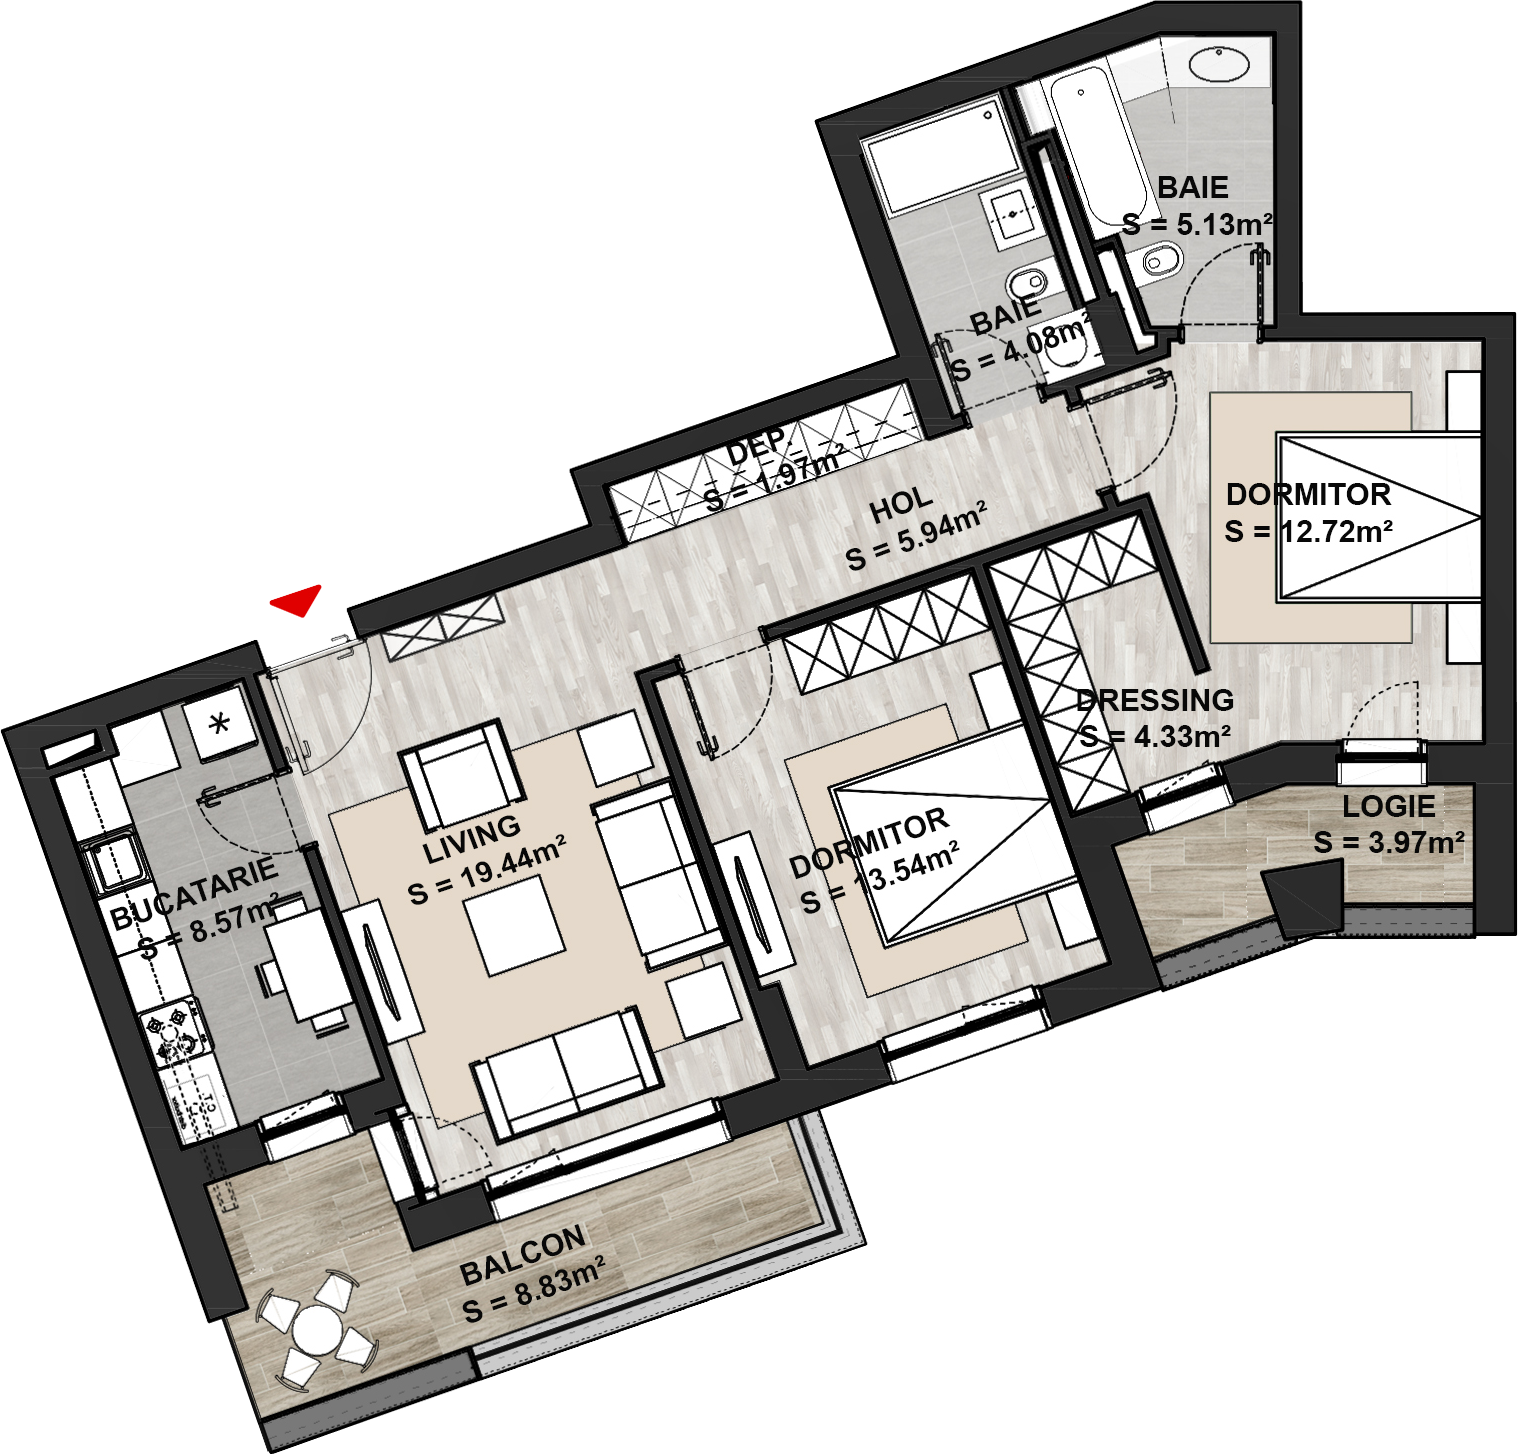 BAIE
S = 5.13m²
BAIE
S = 4.08m²
DEP.
S = 1.97m²
HOL
S = 5.94m²
DORMITOR
S = 12.72m²
DRESSING
S = 4.33m²
LOGIE
S = 3.97m²
LIVING
S = 19.44m²
DORMITOR
S = 13.54m²
BUCATARIE
S = 8.57m²
BALCON
S = 8.83m²